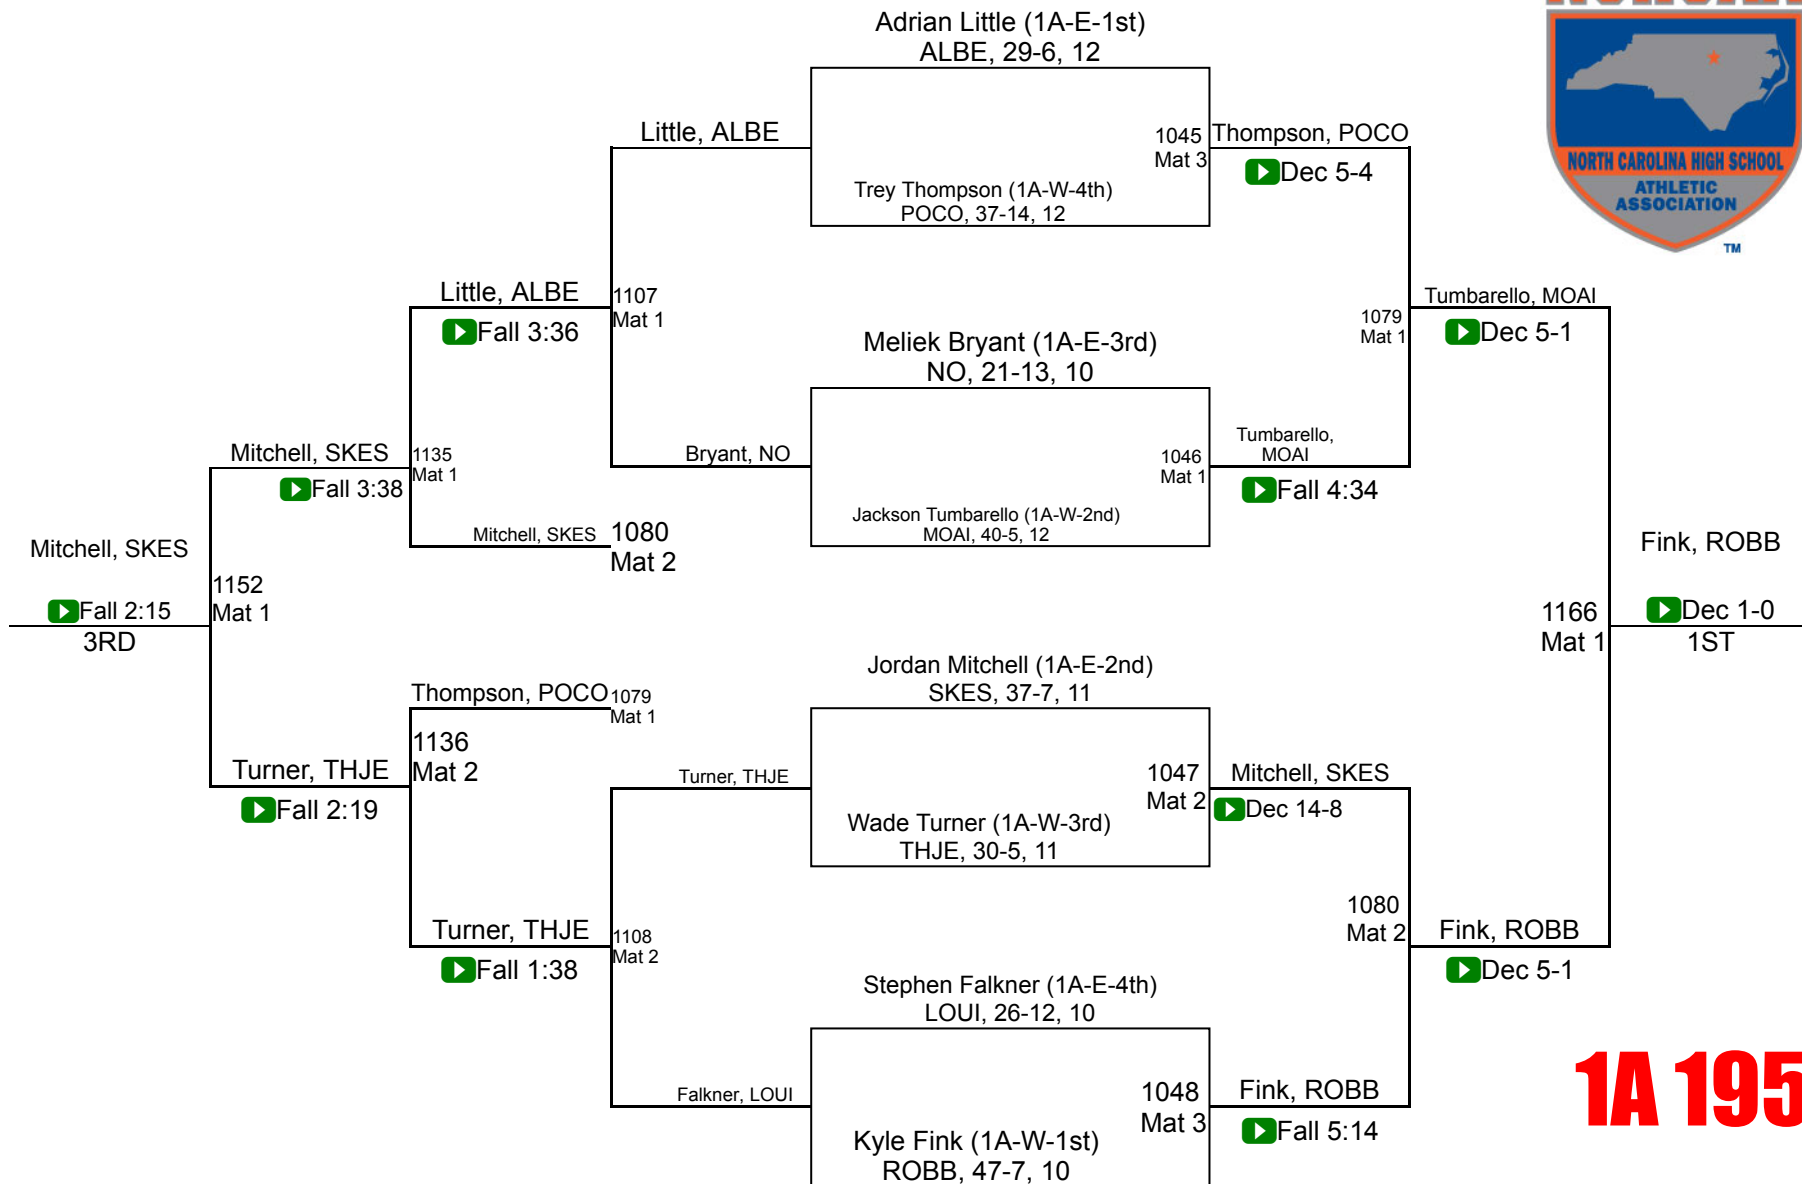 Adrian Little (1A-E-1st)
ALBE, 29-6, 12
Little, ALBE
1045
Mat 3
Thompson, POCO
Dec 5-4
Trey Thompson (1A-W-4th)
POCO, 37-14, 12
NORTH CAROLINA HIGH SCHOOL
ATHLETIC
ASSOCIATION
TM
Little, ALBE
Fall 3:36
1107
Mat 1
Meliek Bryant (1A-E-3rd)
NO, 21-13, 10
1079
Mat 1
Tumbarello, MOAI
Dec 5-1
Mitchell, SKES
Fall 3:38
1135
Mat 1
Bryant, NO
1046
Mat 1
Tumbarello,
MOAI
Fall 4:34
Jackson Tumbarello (1A-W-2nd)
MOAI, 40-5, 12
Mitchell, SKES
1080
Mat 2
Mitchell, SKES
Fall 2:15
3RD
1152
Mat 1
Fink, ROBB
Dec 1-0
1ST
1166
Mat 1
Jordan Mitchell (1A-E-2nd)
SKES, 37-7, 11
Thompson, POCO
1079
Mat 1
1136
Mat 2
Turner, THJE
Fall 2:19
Turner, THJE
1047
Mat 2
Mitchell, SKES
Dec 14-8
Wade Turner (1A-W-3rd)
THJE, 30-5, 11
Turner, THJE
Fall 1:38
1108
Mat 2
1080
Mat 2
Fink, ROBB
Dec 5-1
Stephen Falkner (1A-E-4th)
LOUI, 26-12, 10
Falkner, LOUI
1048
Mat 3
Fink, ROBB
Fall 5:14
Kyle Fink (1A-W-1st)
ROBB, 47-7, 10
1A 195